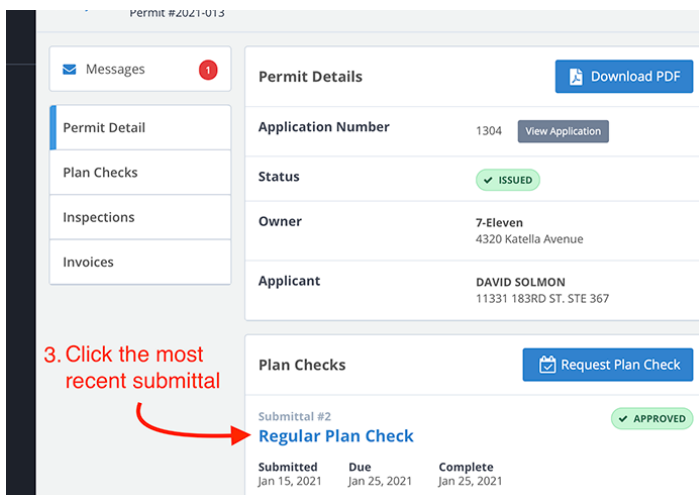 Permit #2021-013
Messages
1
Permit Detail
Plan Checks
Inspections
Invoices
Permit Details
Download PDF
Application Number
1304
View Application
Status
ISSUED
Owner
7-Eleven
4320 Katella Avenue
Applicant
DAVID SOLMON
11331 183RD ST. STE 367
3. Click the most
recent submittal
Plan Checks
Request Plan Check
Submittal #2
APPROVED
Regular Plan Check
Submitted Due Complete
Jan 15, 2021 Jan 25, 2021 Jan 25, 2021